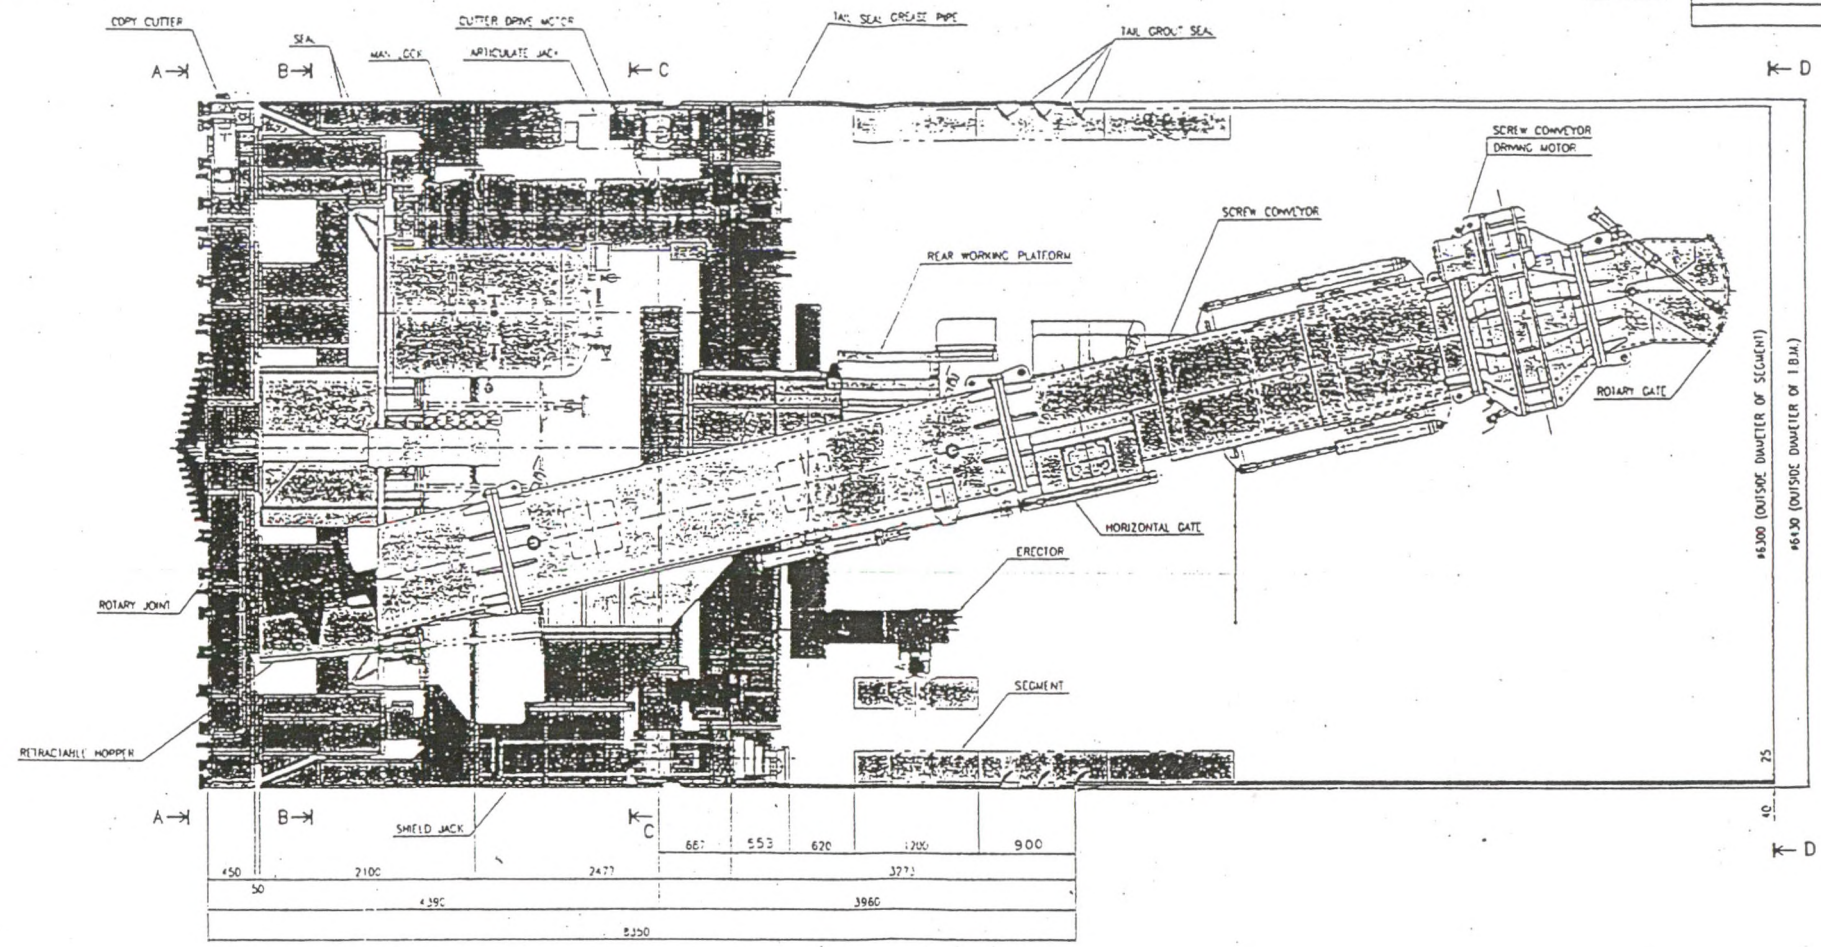 COPY CUTTER
CUTTER DRIVE MOTOR
TAIL SEAL GREASE PIPE
TAIL GROUT SEAL
SEAL
MAN LOCK
ARTICULATE JACK
A
B
C
D
SCREW CONVEYOR
DRIVING MOTOR
SCREW CONVEYOR
REAR WORKING PLATFORM
ROTARY GATE
HORIZONTAL GATE
ERECTOR
ROTARY JOINT
SEGMENT
RETRACTABLE HOPPER
SHIELD JACK
ø6300 (OUTSIDE DIAMETER OF SEGMENT)
ø6430 (OUTSIDE DIAMETER OF T.B.M.)
25
40
A
B
C
D
553
620
1200
900
450
2100
2477
3273
50
3960
8350